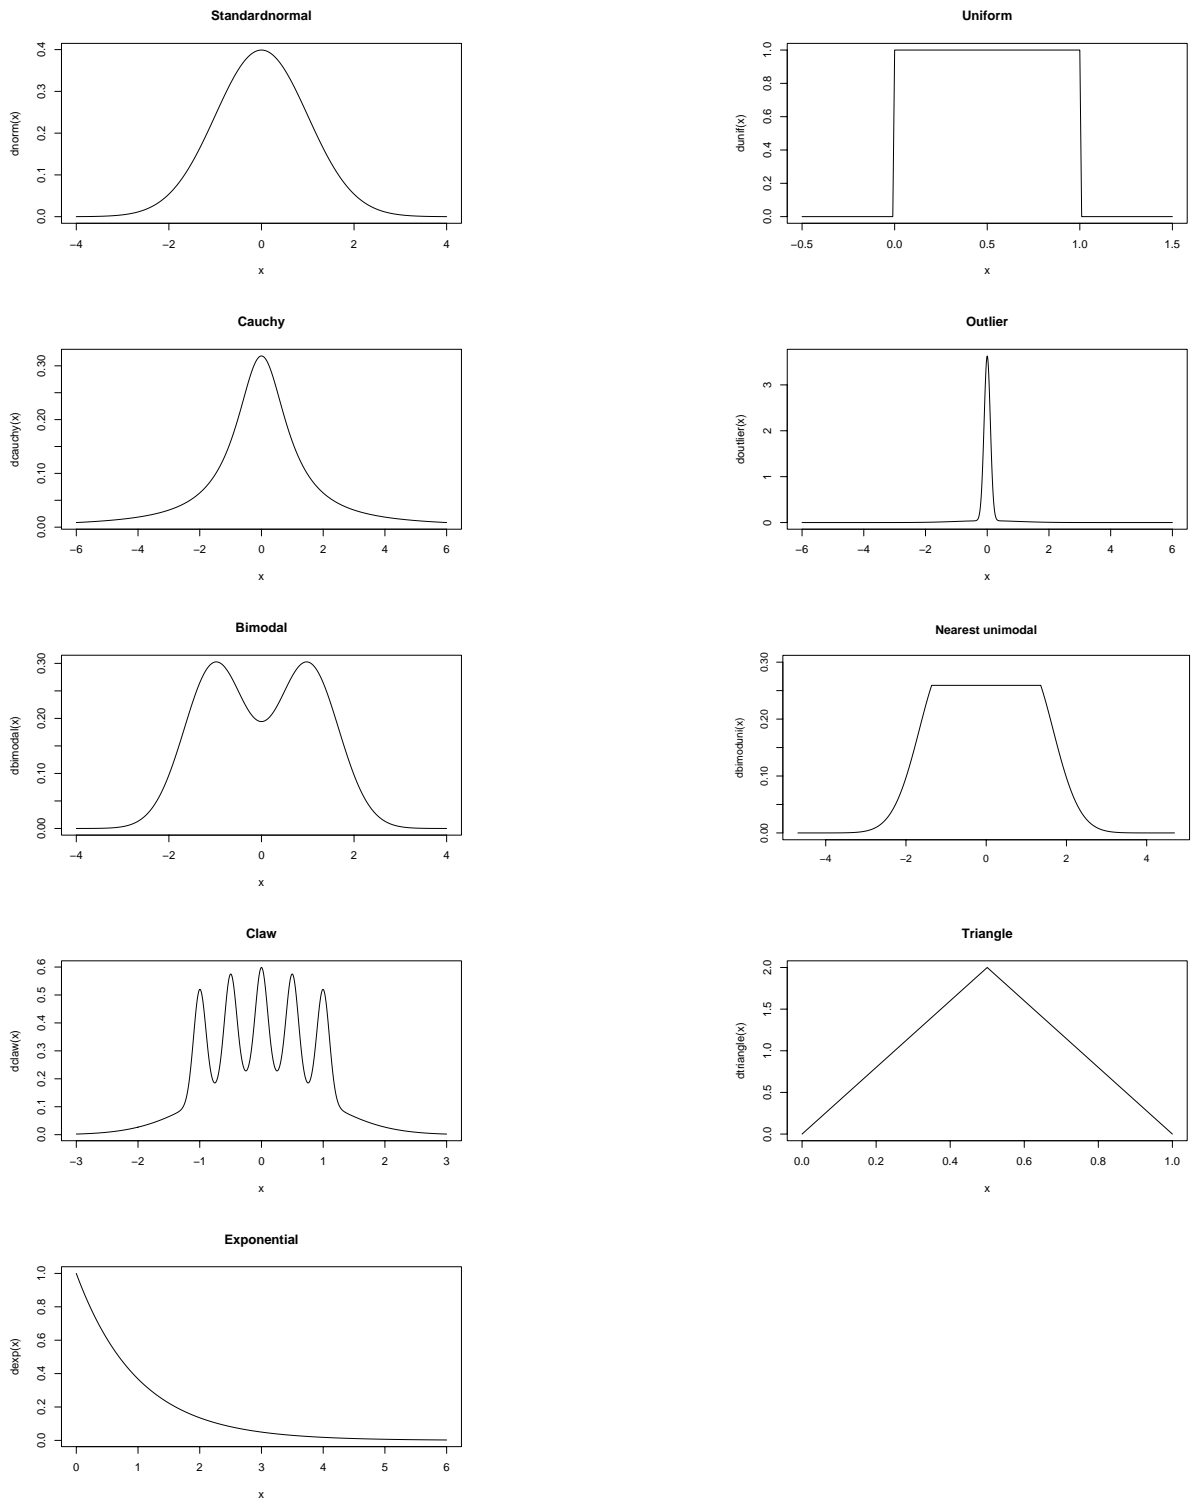 Standardnormal
dnorm(x)
0.4
0.3
0.2
0.1
0.0
−4 −2 0 2 4
x
Uniform
dunif(x)
1.0
0.8
0.6
0.4
0.2
0.0
−0.5 0.0 0.5 1.0 1.5
x
Cauchy
dcauchy(x)
0.30
0.20
0.10
0.00
−6 −4 −2 0 2 4 6
x
Outlier
doutlier(x)
3
2
1
0
−6 −4 −2 0 2 4 6
x
Bimodal
dbimodal(x)
0.30
0.20
0.10
0.00
−4 −2 0 2 4
x
Nearest unimodal
dbimoduni(x)
0.30
0.20
0.10
0.00
−4 −2 0 2 4
Claw
dclaw(x)
0.6
0.5
0.4
0.3
0.2
0.1
0.0
−3 −2 −1 0 1 2 3
x
Triangle
dtriangle(x)
2.0
1.5
1.0
0.5
0.0
0.0 0.2 0.4 0.6 0.8 1.0
x
Exponential
dexp(x)
1.0
0.8
0.6
0.4
0.2
0.0
0 1 2 3 4 5 6
x